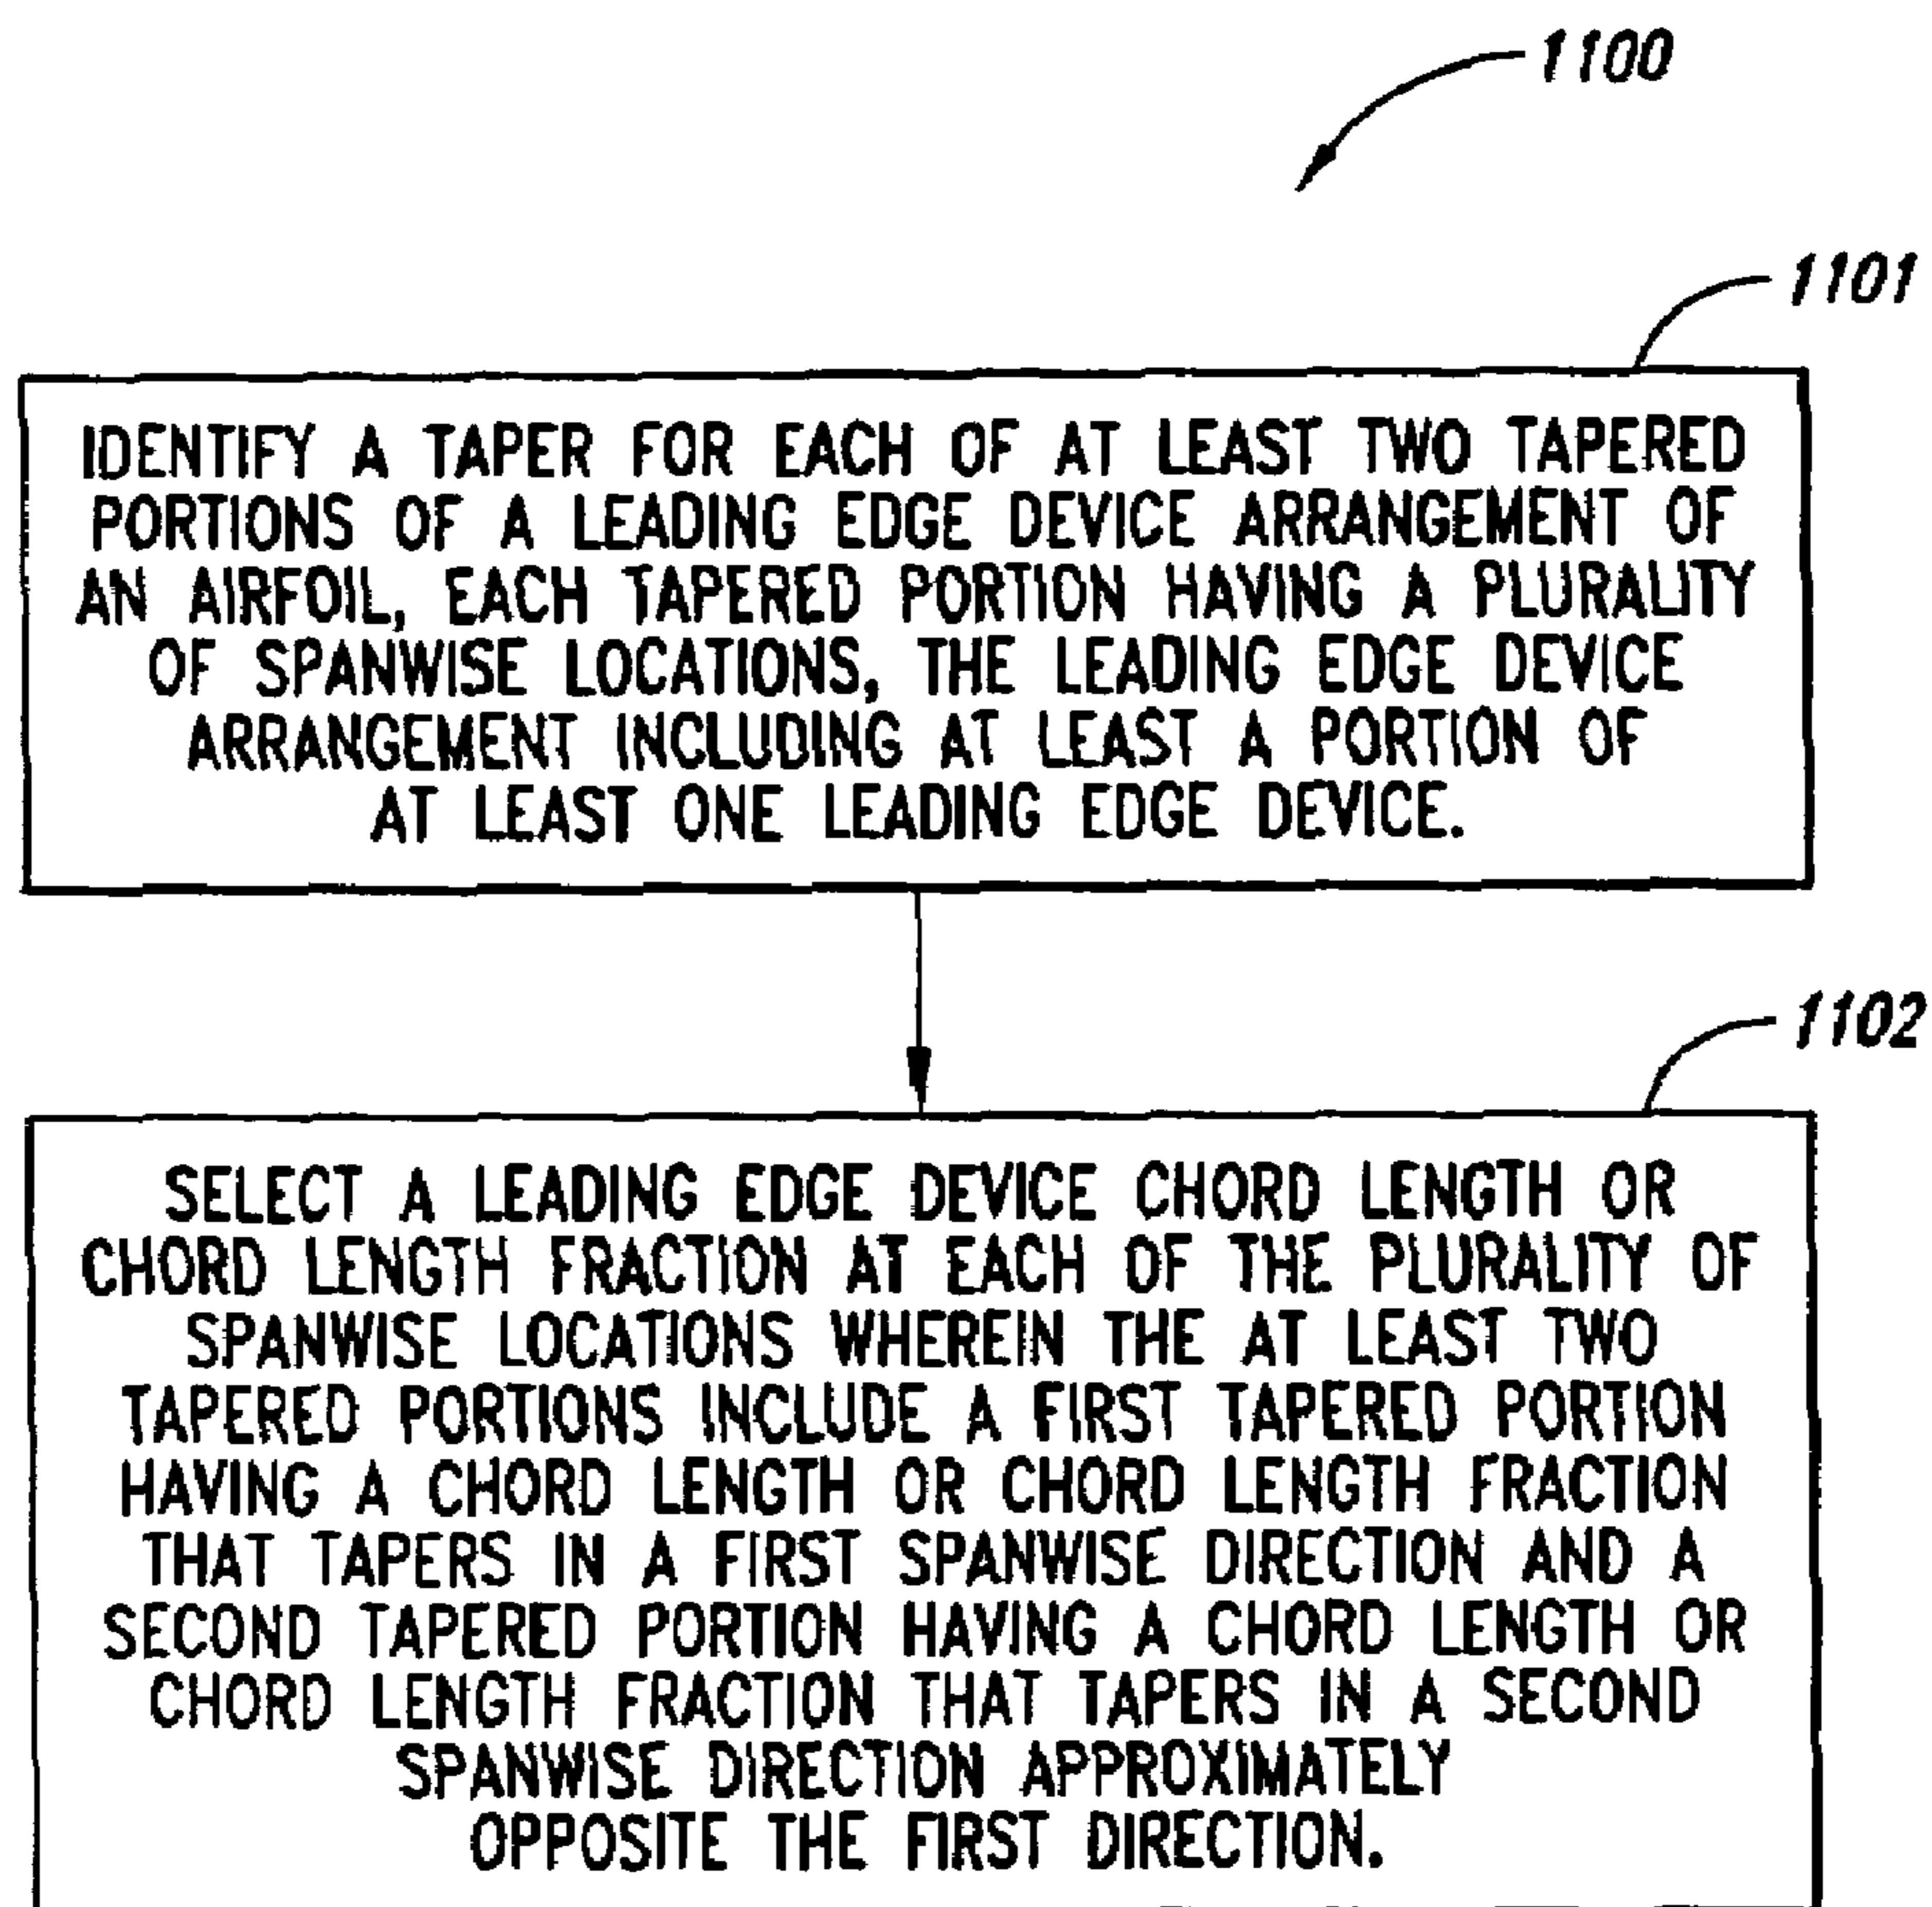 1100
1101
IDENTIFY A TAPER FOR EACH OF AT LEAST TWO TAPERED
PORTIONS OF A LEADING EDGE DEVICE ARRANGEMENT OF
AN AIRFOIL, EACH TAPERED PORTION HAVING A PLURALITY
OF SPANWISE LOCATIONS, THE LEADING EDGE DEVICE
ARRANGEMENT INCLUDING AT LEAST A PORTION OF
AT LEAST ONE LEADING EDGE DEVICE.
1102
SELECT A LEADING EDGE DEVICE CHORD LENGTH OR
CHORD LENGTH FRACTION AT EACH OF THE PLURALITY OF
SPANWISE LOCATIONS WHEREIN THE AT LEAST TWO
TAPERED PORTIONS INCLUDE A FIRST TAPERED PORTION
HAVING A CHORD LENGTH OR CHORD LENGTH FRACTION
THAT TAPERS IN A FIRST SPANWISE DIRECTION AND A
SECOND TAPERED PORTION HAVING A CHORD LENGTH OR
CHORD LENGTH FRACTION THAT TAPERS IN A SECOND
SPANWISE DIRECTION APPROXIMATELY
OPPOSITE THE FIRST DIRECTION.